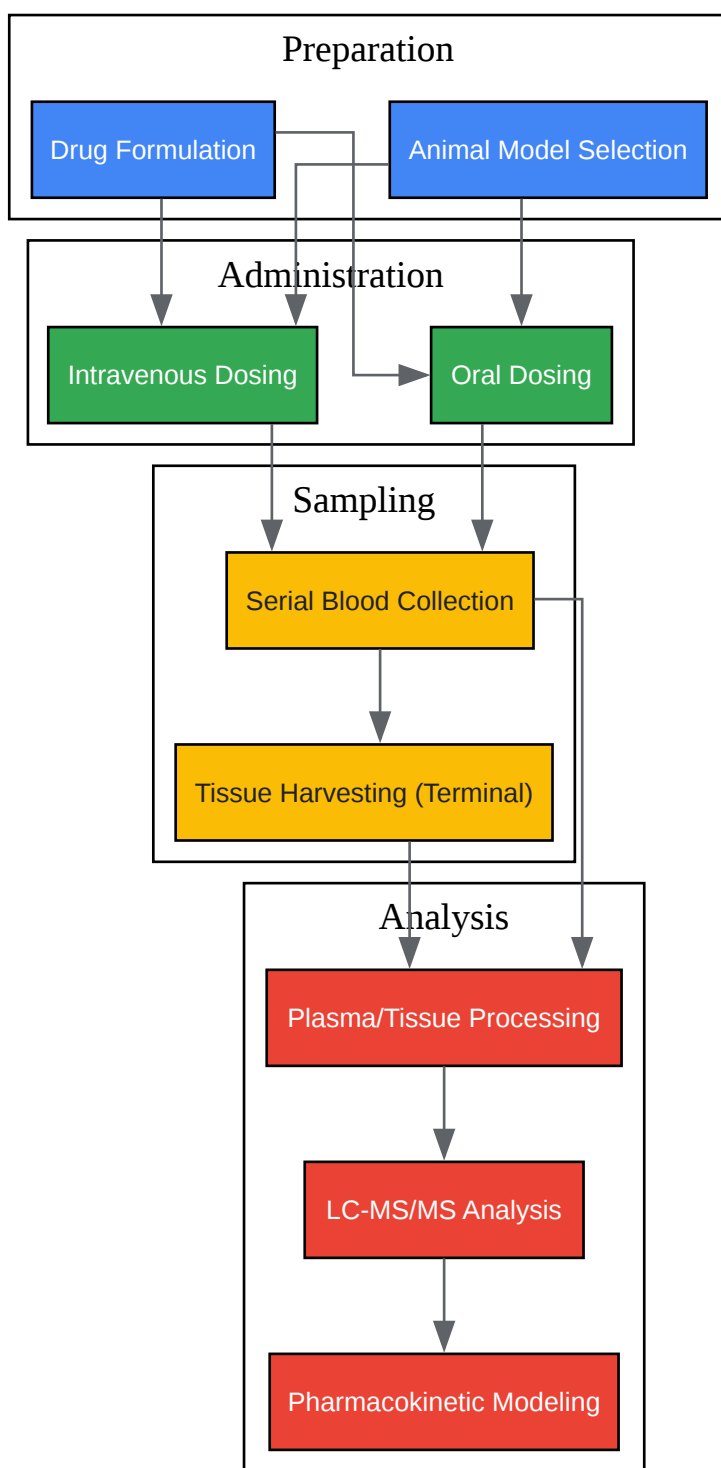 Preparation
Drug Formulation
Animal Model Selection
Administration
Intravenous Dosing
Oral Dosing
Sampling
Serial Blood Collection
Tissue Harvesting (Terminal)
Analysis
Plasma/Tissue Processing
LC-MS/MS Analysis
Pharmacokinetic Modeling